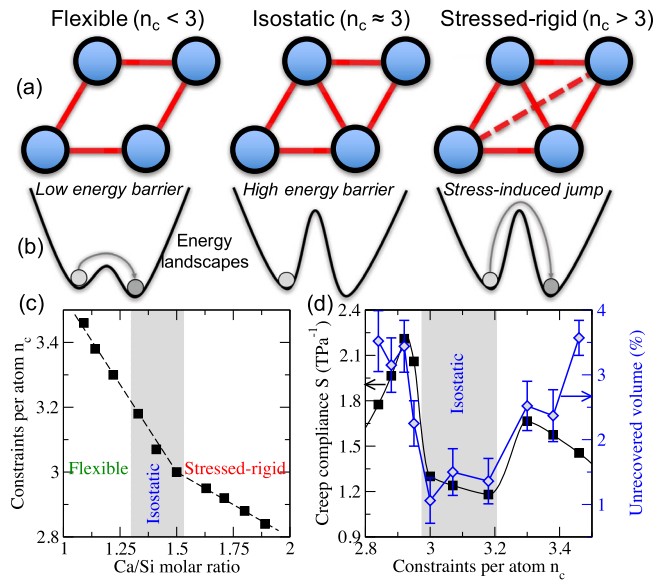 Flexible (n_c < 3) Isostatic (n_c ≈ 3) Stressed-rigid (n_c > 3)
(a)
Low energy barrier High energy barrier Stress-induced jump
(b) Energy
landscapes
(c) (d)
Constraints per atom n_c
3.5
3.2
3
2.8
Flexible
Isostatic
Stressed-rigid
1 1.25 1.5 1.75 2
Ca/Si molar ratio
Creep compliance S (TPa⁻¹)
2.4
2.1
1.8
1.5
1.2
0.9
Isostatic
4
3
2
1
0
Unrecovered volume (%)
2.8 3 3.2 3.4
Constraints per atom n_c